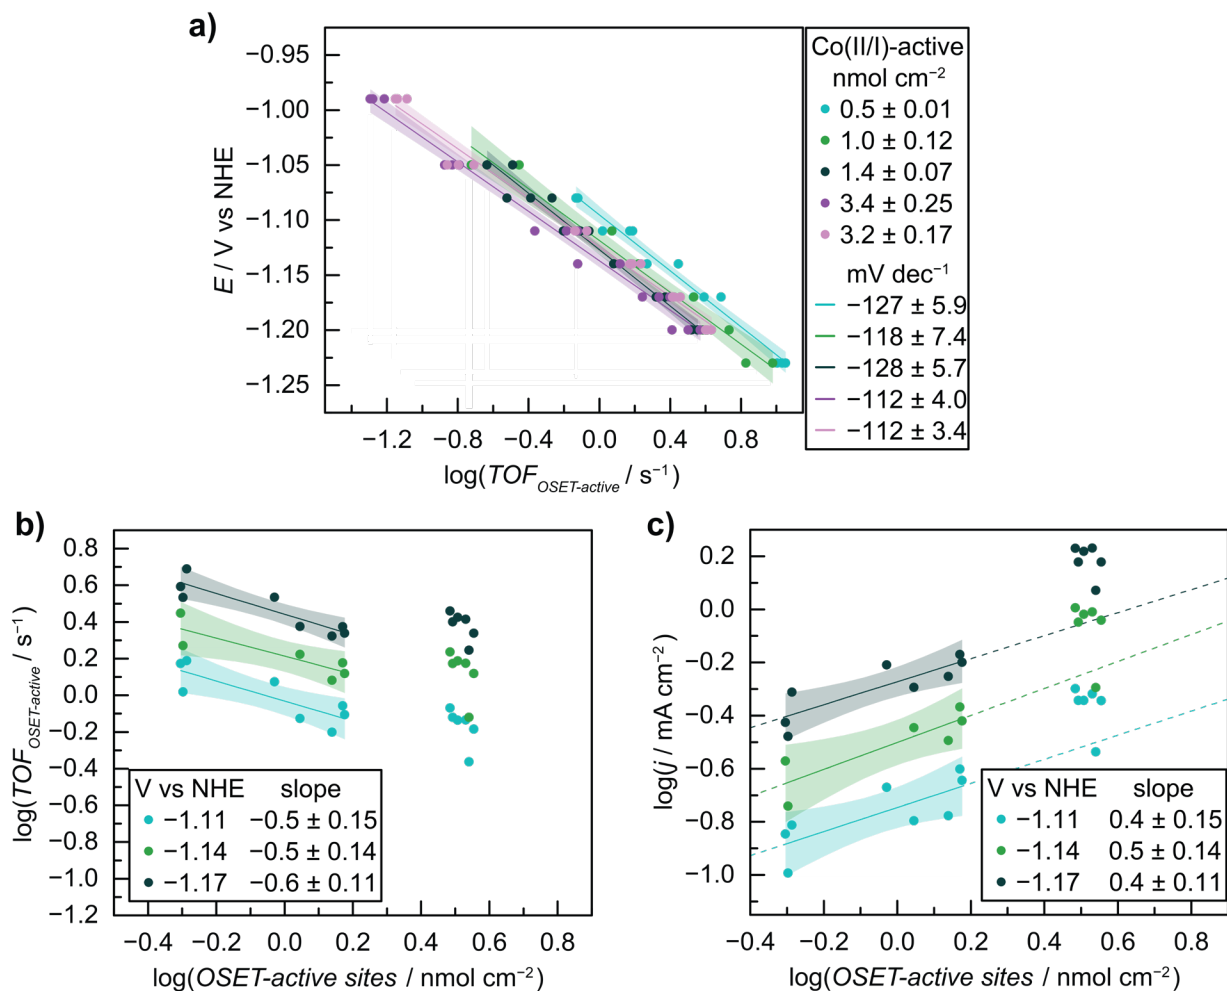 a)
−0.95
−1.00
−1.05
−1.10
−1.15
−1.20
−1.25
E / V vs NHE
−1.2 −0.8 −0.4 0.0 0.4 0.8
log(TOF_OSET-active / s⁻¹)
Co(II/I)-active
nmol cm⁻²
0.5 ± 0.01
1.0 ± 0.12
1.4 ± 0.07
3.4 ± 0.25
3.2 ± 0.17
mV dec⁻¹
−127 ± 5.9
−118 ± 7.4
−128 ± 5.7
−112 ± 4.0
−112 ± 3.4
b)
0.8
0.6
0.4
0.2
0.0
−0.2
−0.4
−0.6
−0.8
−1.0
−1.2
log(TOF_OSET-active / s⁻¹)
V vs NHE slope
−1.11 −0.5 ± 0.15
−1.14 −0.5 ± 0.14
−1.17 −0.6 ± 0.11
−0.4 −0.2 0.0 0.2 0.4 0.6 0.8
log(OSET-active sites / nmol cm⁻²)
c)
0.2
0.0
−0.2
−0.4
−0.6
−0.8
−1.0
log(j / mA cm⁻²)
V vs NHE slope
−1.11 0.4 ± 0.15
−1.14 0.5 ± 0.14
−1.17 0.4 ± 0.11
−0.4 −0.2 0.0 0.2 0.4 0.6 0.8
log(OSET-active sites / nmol cm⁻²)